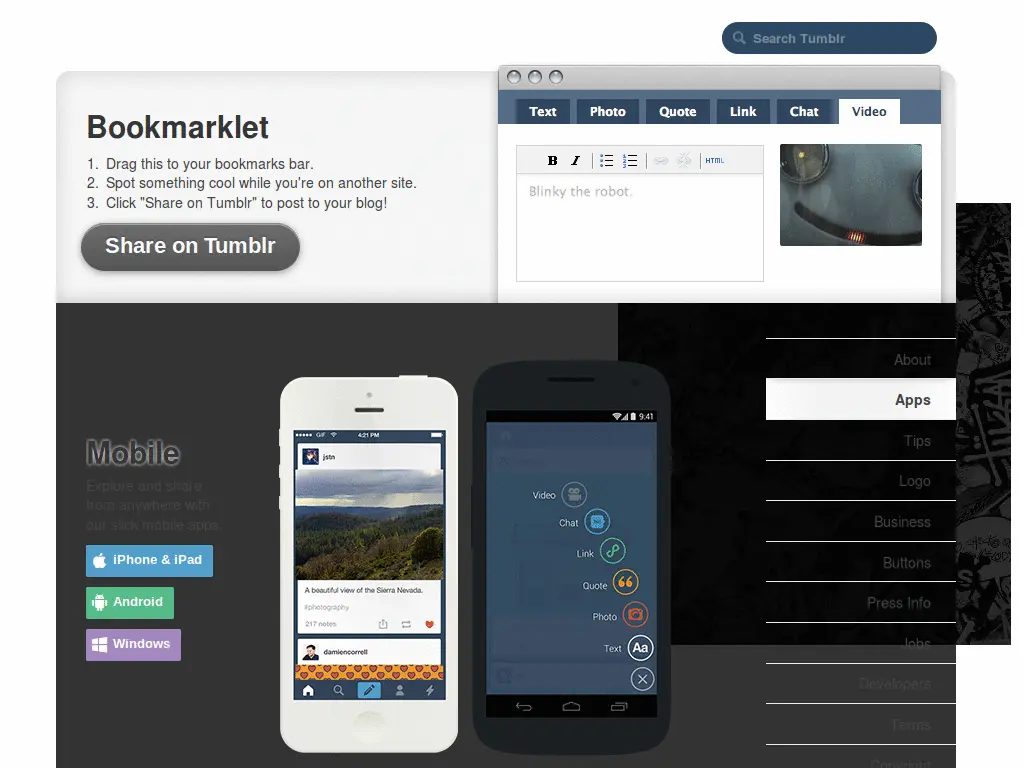 Search Tumblr
Bookmarklet
1. Drag this to your bookmarks bar.
2. Spot something cool while you're on another site.
3. Click "Share on Tumblr" to post to your blog!
Share on Tumblr
Text Photo Quote Link Chat Video
B I HTML
Blinky the robot.
Mobile
Explore and share
from anywhere with
our slick mobile apps.
iPhone & iPad
Android
Windows
GIF 4:21 PM
jstn
A beautiful view of the Sierra Nevada.
#photography
217 notes
damiencorrell
9:41
Video
Chat
Link
Quote
Photo
Text Aa
About
Apps
Tips
Logo
Business
Buttons
Press Info
Jobs
Developers
Terms
Copyright